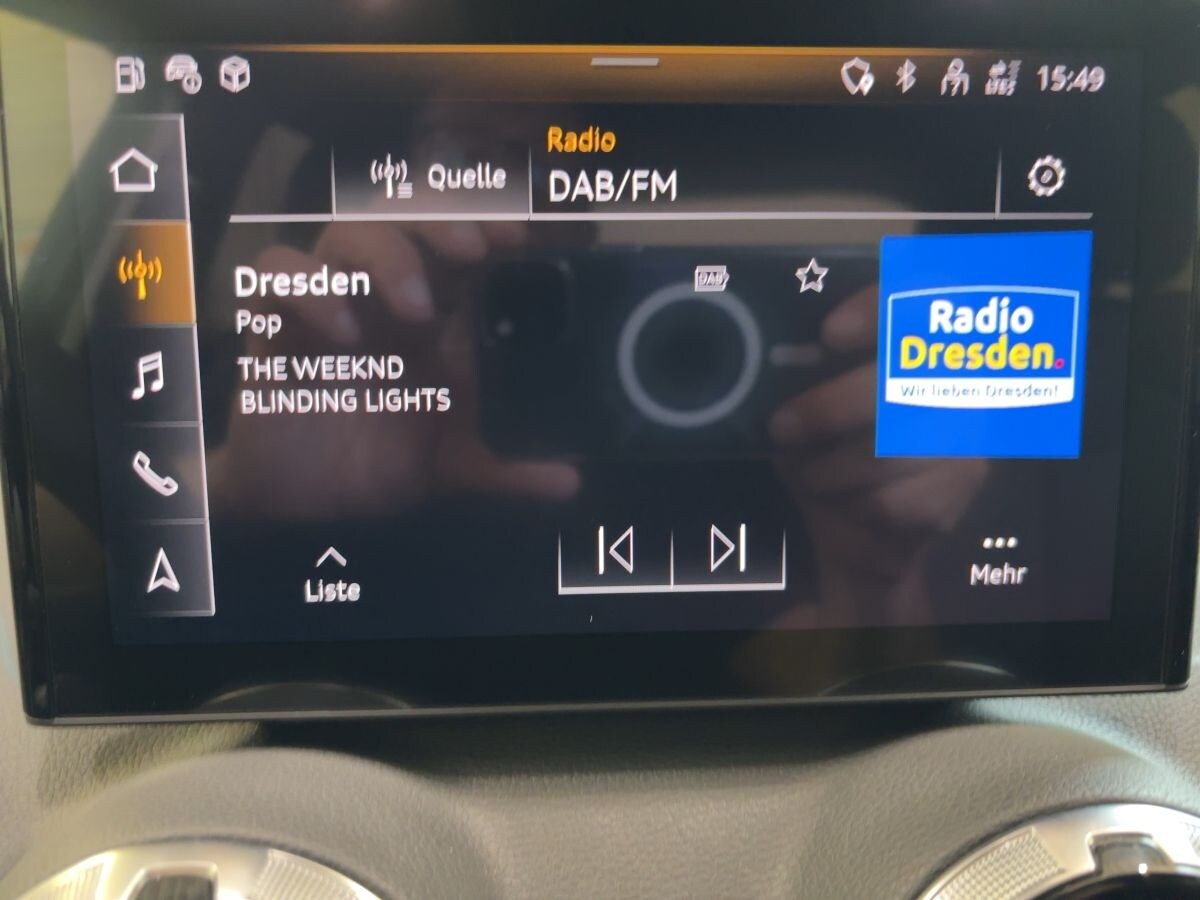 15:49
Radio
Quelle
DAB/FM
Dresden
DAB
Pop
THE WEEKND
BLINDING LIGHTS
Radio
Dresden.
Wir lieben Dresden!
Liste
Mehr